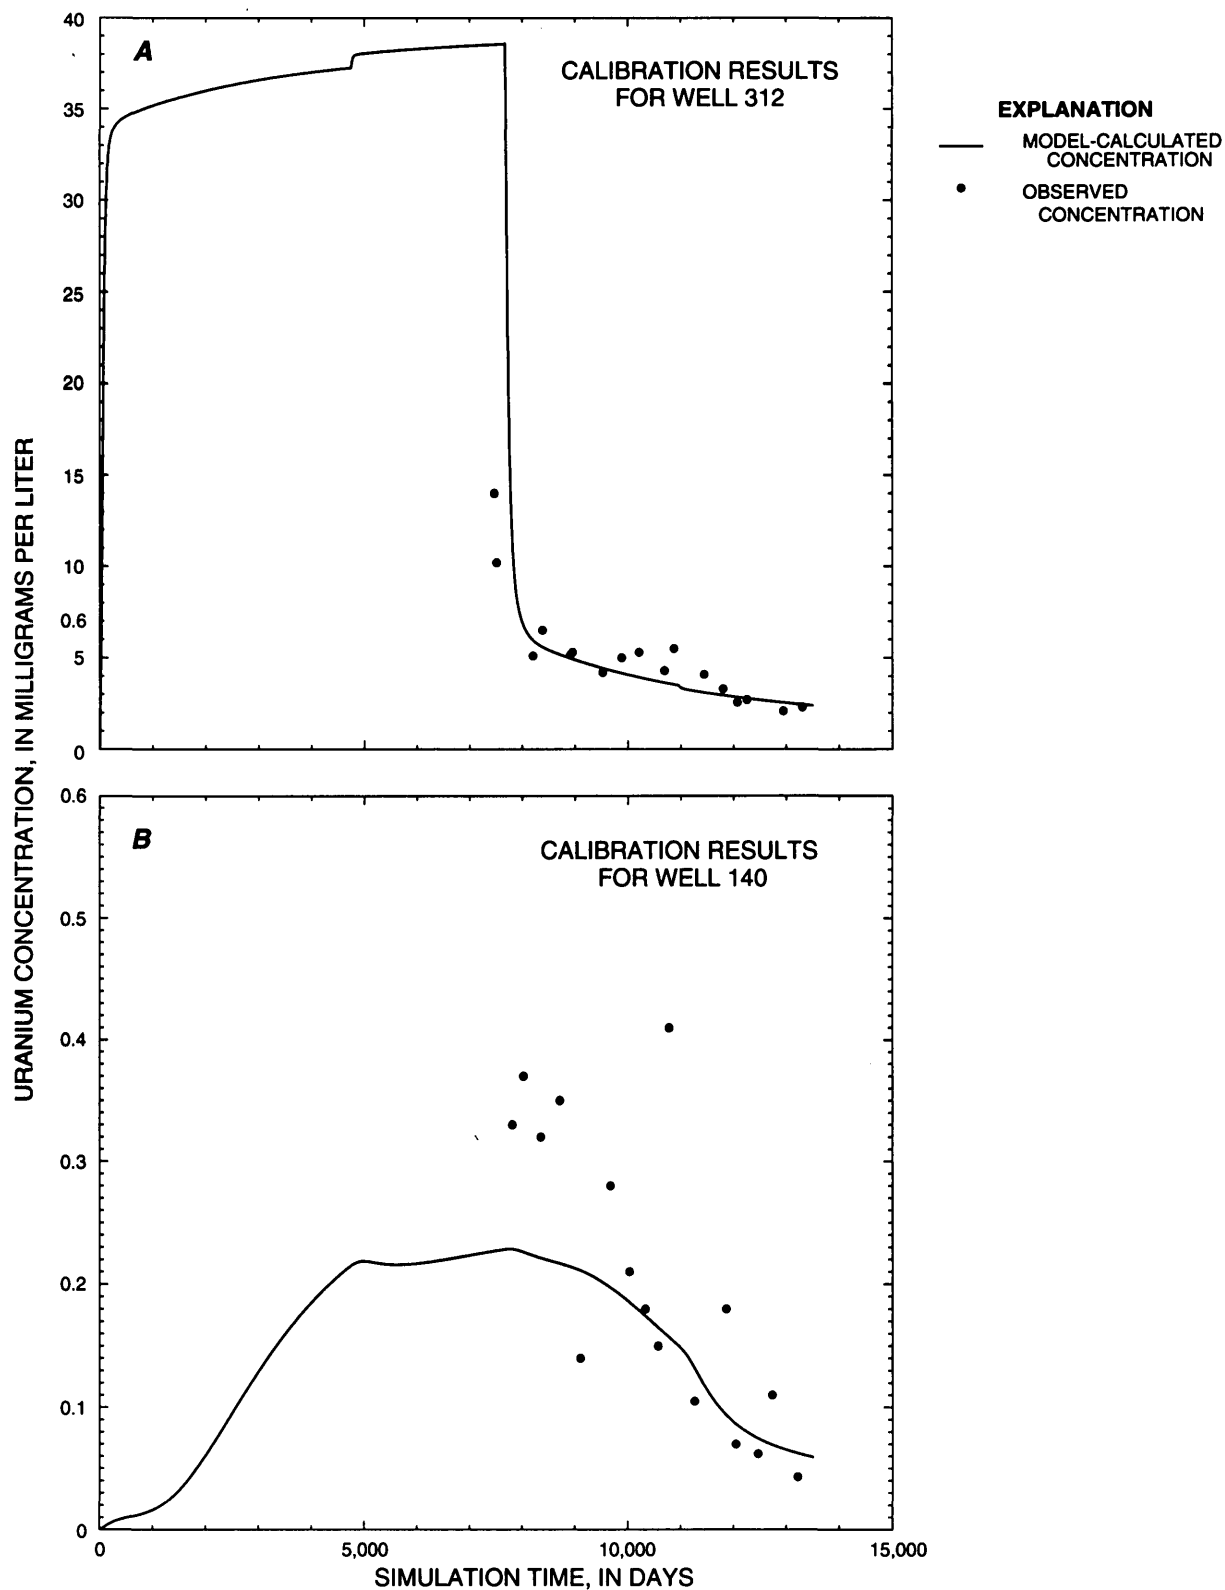 A
CALIBRATION RESULTS
FOR WELL 312
EXPLANATION
MODEL-CALCULATED
CONCENTRATION
OBSERVED
CONCENTRATION
URANIUM CONCENTRATION, IN MILLIGRAMS PER LITER
40
35
30
25
20
15
10
0.6
5
0
B
CALIBRATION RESULTS
FOR WELL 140
0.6
0.5
0.4
0.3
0.2
0.1
0
0 5,000 10,000 15,000
SIMULATION TIME, IN DAYS